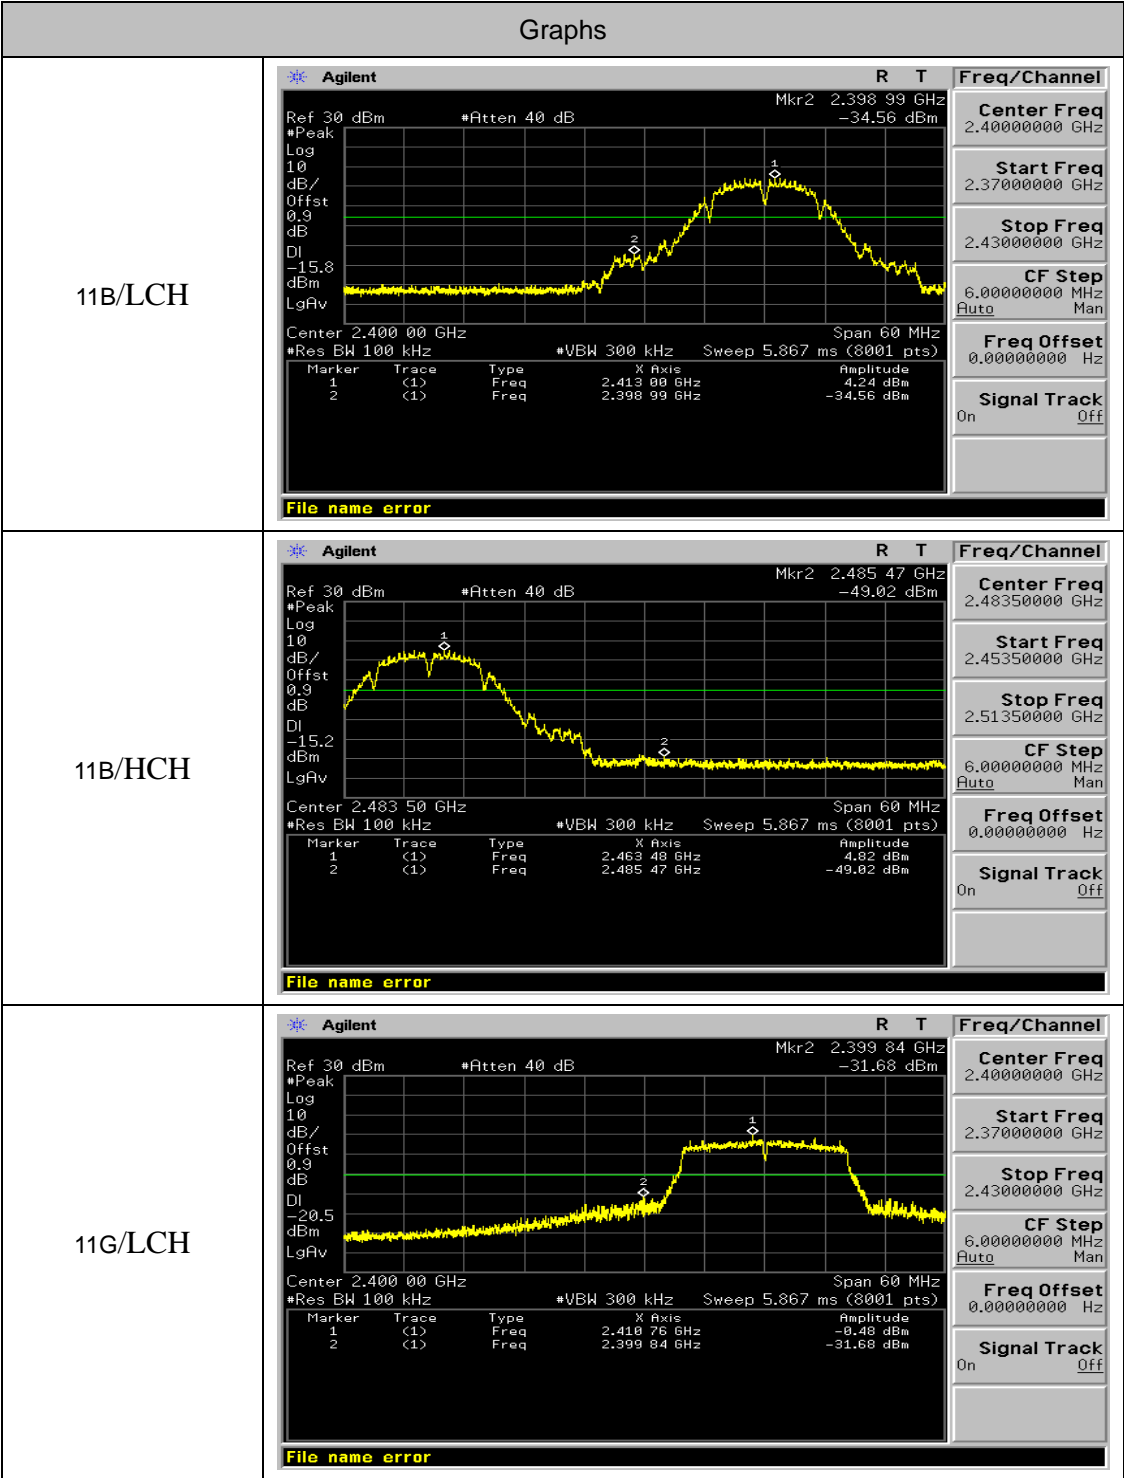 Graphs
11B/LCH
Agilent R T Freq/Channel
Mkr2 2.398 99 GHz
Ref 30 dBm #Atten 40 dB -34.56 dBm
#Peak
Log
10
dB/
Offst
0.9
dB
DI
-15.8
dBm
LgAv
1
2
Center 2.400 00 GHz Span 60 MHz
#Res BW 100 kHz #VBW 300 kHz Sweep 5.867 ms (8001 pts)
Marker Trace Type X Axis Amplitude
1 (1) Freq 2.413 00 GHz 4.24 dBm
2 (1) Freq 2.398 99 GHz -34.56 dBm
File name error
Center Freq
2.40000000 GHz
Start Freq
2.37000000 GHz
Stop Freq
2.43000000 GHz
CF Step
6.00000000 MHz
Auto Man
Freq Offset
0.00000000 Hz
Signal Track
On Off
11B/HCH
Agilent R T Freq/Channel
Mkr2 2.485 47 GHz
Ref 30 dBm #Atten 40 dB -49.02 dBm
#Peak
Log
10
dB/
Offst
0.9
dB
DI
-15.2
dBm
LgAv
1
2
Center 2.483 50 GHz Span 60 MHz
#Res BW 100 kHz #VBW 300 kHz Sweep 5.867 ms (8001 pts)
Marker Trace Type X Axis Amplitude
1 (1) Freq 2.463 48 GHz 4.82 dBm
2 (1) Freq 2.485 47 GHz -49.02 dBm
File name error
Center Freq
2.48350000 GHz
Start Freq
2.45350000 GHz
Stop Freq
2.51350000 GHz
CF Step
6.00000000 MHz
Auto Man
Freq Offset
0.00000000 Hz
Signal Track
On Off
11G/LCH
Agilent R T Freq/Channel
Mkr2 2.399 84 GHz
Ref 30 dBm #Atten 40 dB -31.68 dBm
#Peak
Log
10
dB/
Offst
0.9
dB
DI
-20.5
dBm
LgAv
1
2
Center 2.400 00 GHz Span 60 MHz
#Res BW 100 kHz #VBW 300 kHz Sweep 5.867 ms (8001 pts)
Marker Trace Type X Axis Amplitude
1 (1) Freq 2.410 76 GHz -0.48 dBm
2 (1) Freq 2.399 84 GHz -31.68 dBm
File name error
Center Freq
2.40000000 GHz
Start Freq
2.37000000 GHz
Stop Freq
2.43000000 GHz
CF Step
6.00000000 MHz
Auto Man
Freq Offset
0.00000000 Hz
Signal Track
On Off